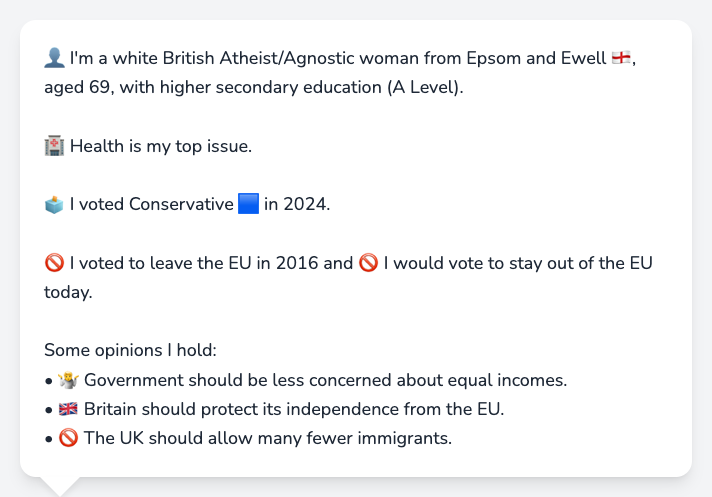 👤 I'm a white British Atheist/Agnostic woman from Epsom and Ewell 🏴󠁧󠁢󠁥󠁮󠁧󠁿,
aged 69, with higher secondary education (A Level).
🏥 Health is my top issue.
🗳️ I voted Conservative 🟦 in 2024.
🚫 I voted to leave the EU in 2016 and 🚫 I would vote to stay out of the EU
today.
Some opinions I hold:
• 🤷 Government should be less concerned about equal incomes.
• 🇬🇧 Britain should protect its independence from the EU.
• 🚫 The UK should allow many fewer immigrants.